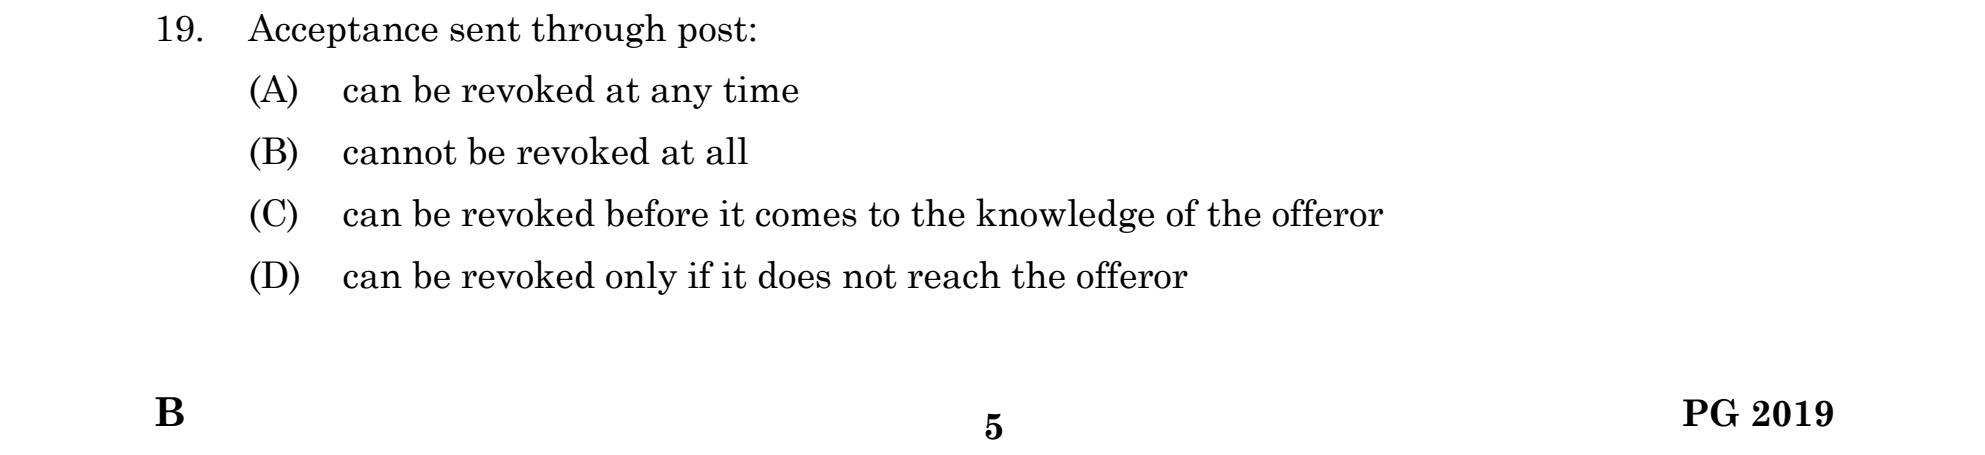 19. Acceptance sent through post:
(A) can be revoked at any time
(B) cannot be revoked at all
(C) can be revoked before it comes to the knowledge of the offeror
(D) can be revoked only if it does not reach the offeror
B 5 PG 2019